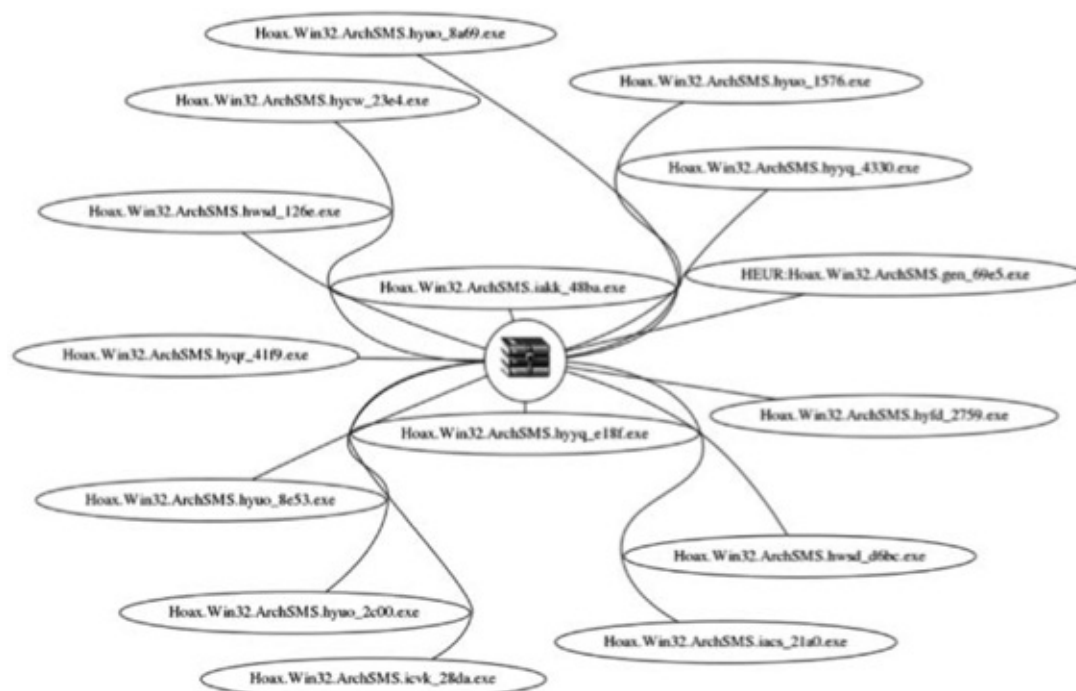 Hoax.Win32.ArchSMS.hyuo_8a69.exe
Hoax.Win32.ArchSMS.hyuo_1576.exe
Hoax.Win32.ArchSMS.hycw_23e4.exe
Hoax.Win32.ArchSMS.hyyq_4330.exe
Hoax.Win32.ArchSMS.hwsd_126e.exe
HEUR:Hoax.Win32.ArchSMS.gen_69e5.exe
Hoax.Win32.ArchSMS.iakk_48ba.exe
Hoax.Win32.ArchSMS.hyqr_41f9.exe
Hoax.Win32.ArchSMS.hyfd_2759.exe
Hoax.Win32.ArchSMS.hyyq_e18f.exe
Hoax.Win32.ArchSMS.hyuo_8e53.exe
Hoax.Win32.ArchSMS.hwsd_d6bc.exe
Hoax.Win32.ArchSMS.hyuo_2c00.exe
Hoax.Win32.ArchSMS.iacs_21a0.exe
Hoax.Win32.ArchSMS.icvk_28da.exe